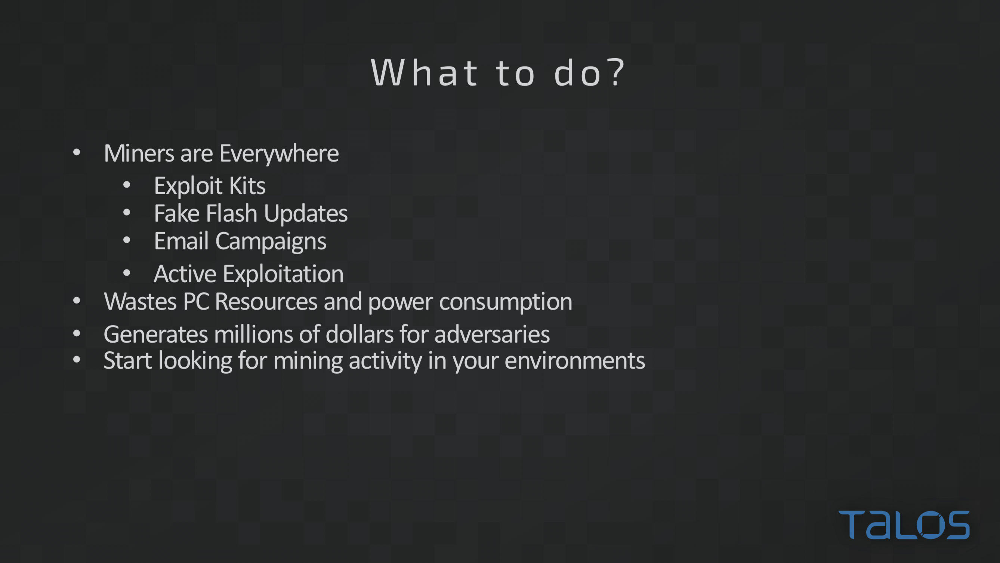 What to do?
• Miners are Everywhere
• Exploit Kits
• Fake Flash Updates
• Email Campaigns
• Active Exploitation
• Wastes PC Resources and power consumption
• Generates millions of dollars for adversaries
• Start looking for mining activity in your environments
TALOS